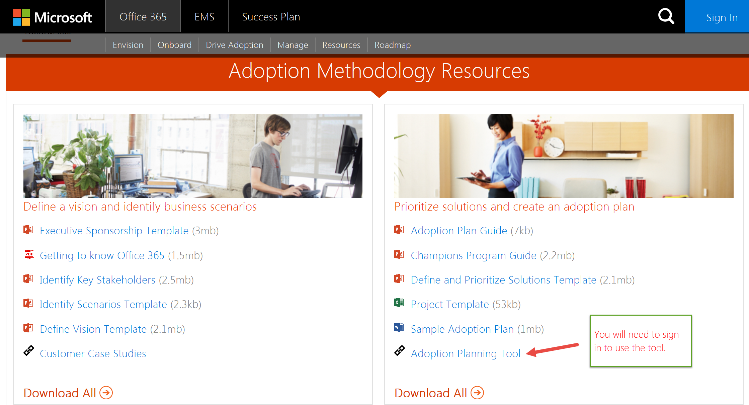 Microsoft Office 365 EMS Success Plan Sign In
Envision Onboard Drive Adoption Manage Resources Roadmap
Adoption Methodology Resources
Define a vision and identify business scenarios
Executive Sponsorship Template (3mb)
Getting to know Office 365 (1.5mb)
Identify Key Stakeholders (2.5mb)
Identify Scenarios Template (2.3kb)
Define Vision Template (2.1mb)
Customer Case Studies
Download All
Prioritize solutions and create an adoption plan
Adoption Plan Guide (7kb)
Champions Program Guide (2.2mb)
Define and Prioritize Solutions Template (2.1mb)
Project Template (53kb)
Sample Adoption Plan (1mb)
Adoption Planning Tool
You will need to sign
in to use the tool.
Download All